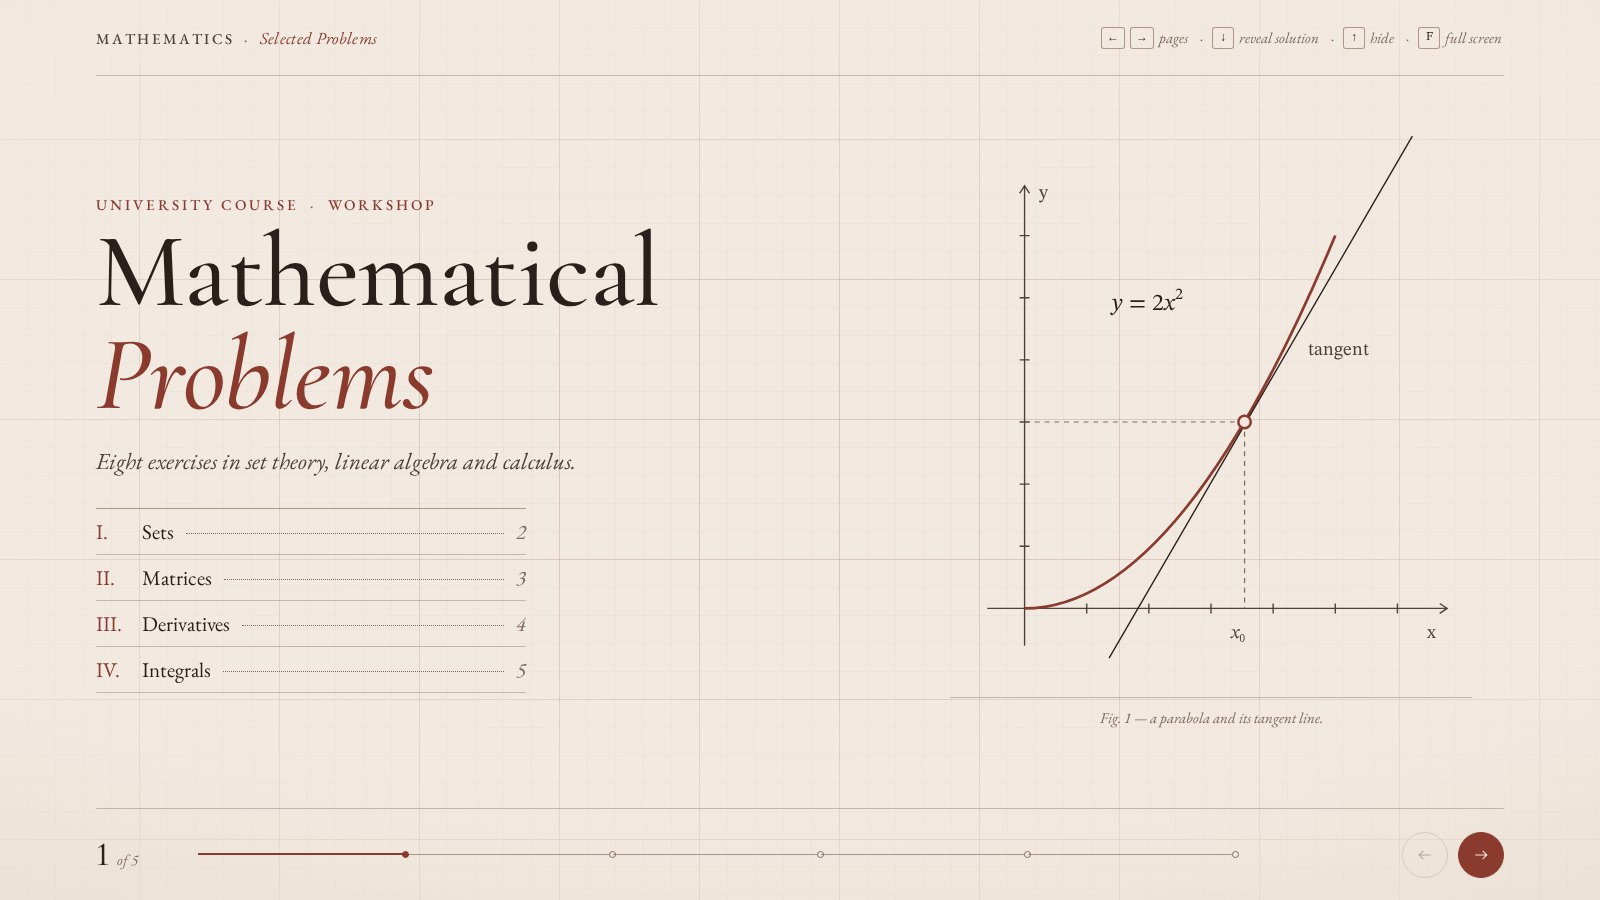 MATHEMATICS · Selected Problems
← → pages · ↓ reveal solution · ↑ hide · F full screen
UNIVERSITY COURSE · WORKSHOP
Mathematical
Problems
Eight exercises in set theory, linear algebra and calculus.
I. Sets 2
II. Matrices 3
III. Derivatives 4
IV. Integrals 5
y
y = 2x²
tangent
x₀
x
Fig. 1 — a parabola and its tangent line.
1 of 5
← →